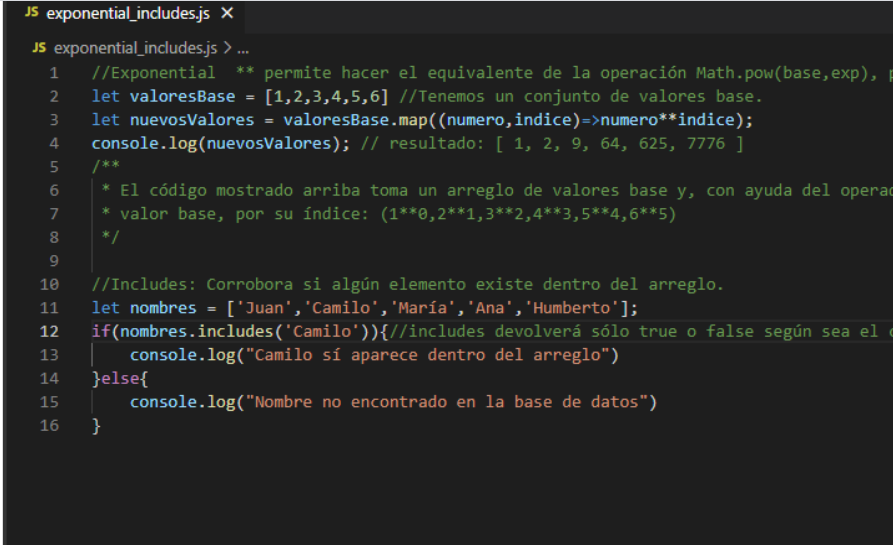 JS exponential_includes.js ×
JS exponential_includes.js > ...
1 //Exponential ** permite hacer el equivalente de la operación Math.pow(base,exp),
2 let valoresBase = [1,2,3,4,5,6] //Tenemos un conjunto de valores base.
3 let nuevosValores = valoresBase.map((numero,indice)=>numero**indice);
4 console.log(nuevosValores); // resultado: [ 1, 2, 9, 64, 625, 7776 ]
5 /**
6  * El código mostrado arriba toma un arreglo de valores base y, con ayuda del
7  * valor base, por su índice: (1**0,2**1,3**2,4**3,5**4,6**5)
8  */
9
10 //Includes: Corrobora si algún elemento existe dentro del arreglo.
11 let nombres = ['Juan','Camilo','María','Ana','Humberto'];
12 if(nombres.includes('Camilo')){//includes devolverá sólo true o false según sea el
13     console.log("Camilo sí aparece dentro del arreglo")
14 }else{
15     console.log("Nombre no encontrado en la base de datos")
16 }